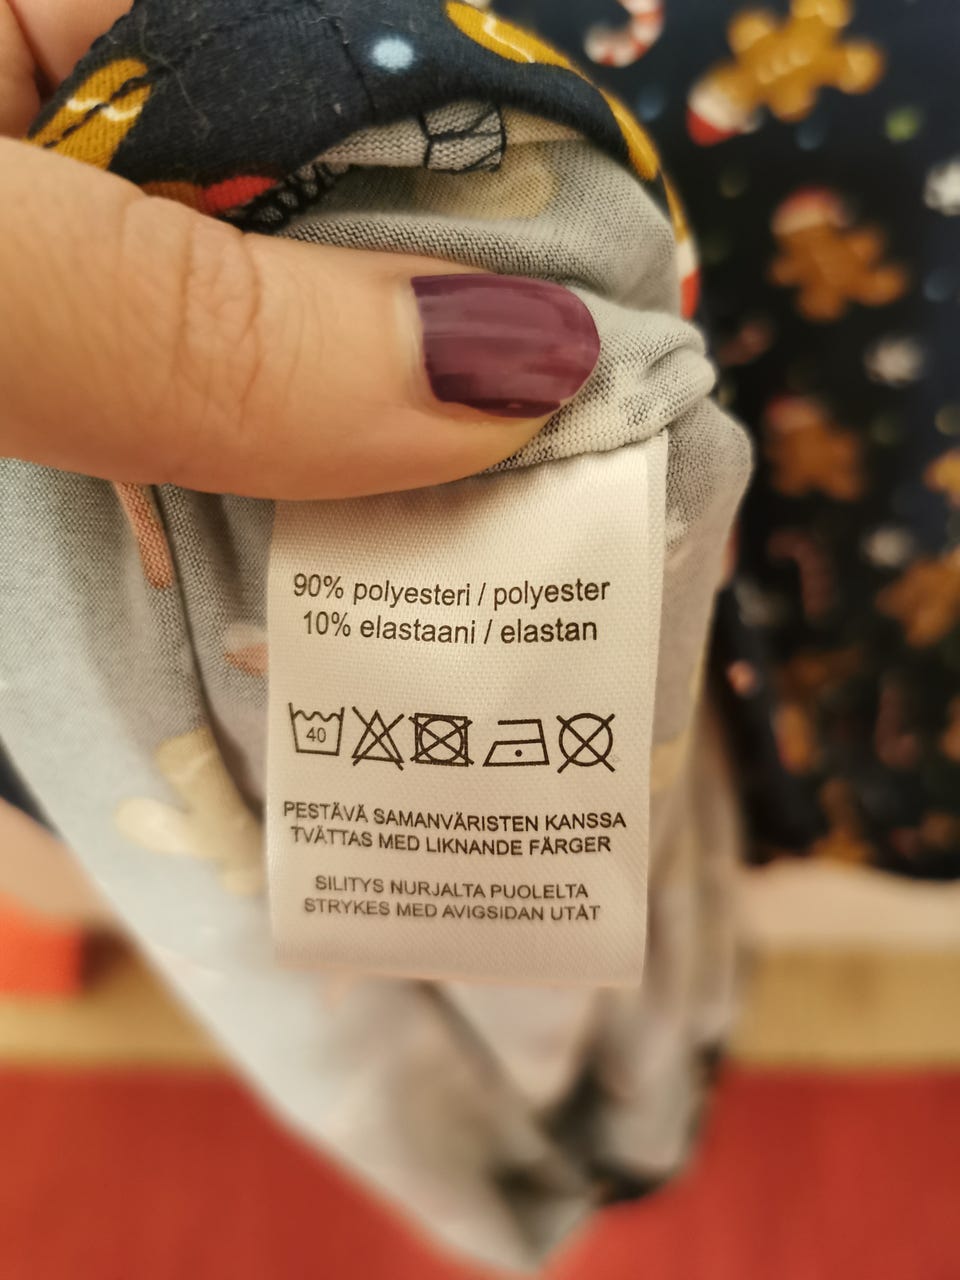 90% polyesteri / polyester
10% elastaani / elastan
40
PESTÄVÄ SAMANVÄRISTEN KANSSA
TVÄTTAS MED LIKNANDE FÄRGER
SILITYS NURJALTA PUOLELTA
STRYKES MED AVIGSIDAN UTÅT